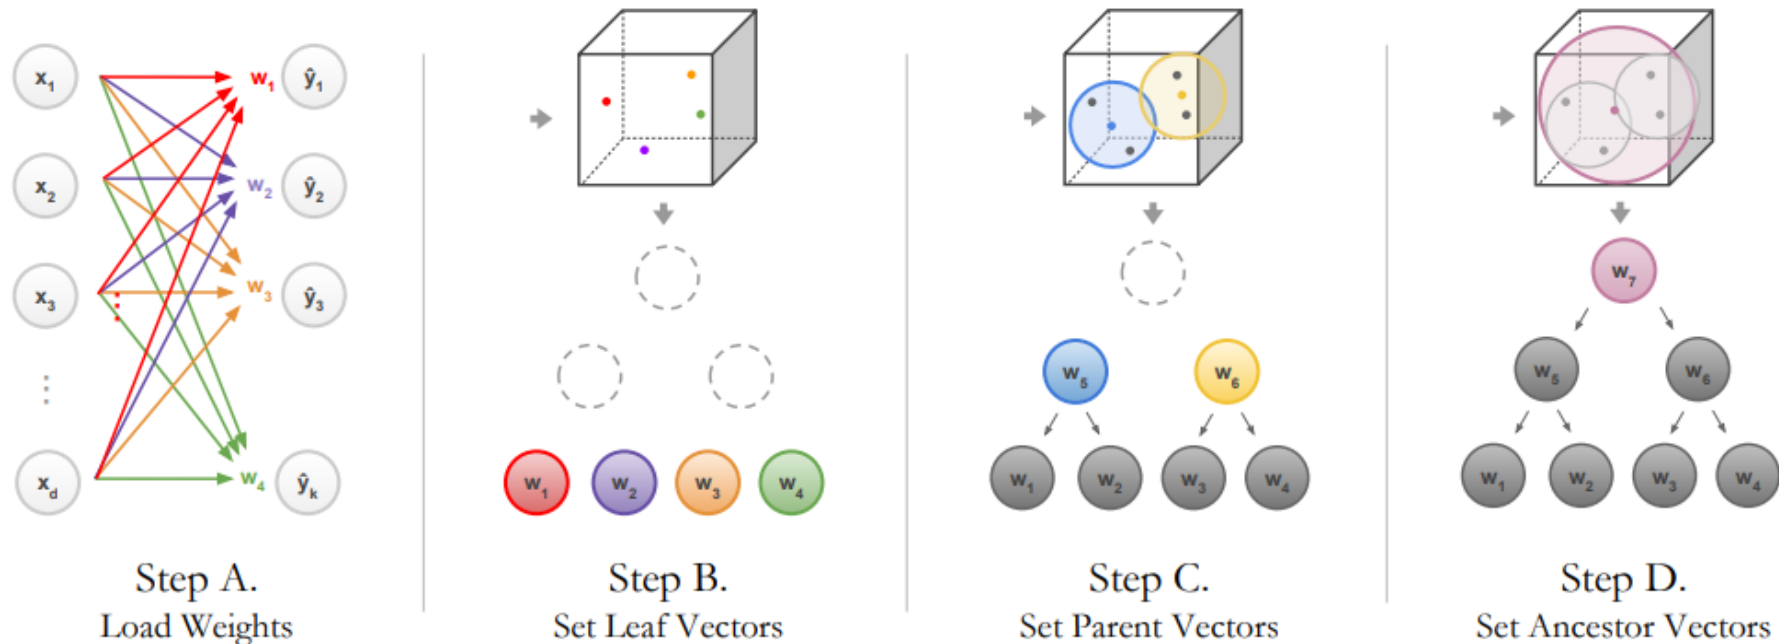 x₁ w₁ ŷ₁
x₂ w₂ ŷ₂
x₃ w₃ ŷ₃
⋮
x_d w₄ ŷ_k
Step A.
Load Weights
w₁ w₂ w₃ w₄
Step B.
Set Leaf Vectors
w₅ w₆
w₁ w₂ w₃ w₄
Step C.
Set Parent Vectors
w₇
w₅ w₆
w₁ w₂ w₃ w₄
Step D.
Set Ancestor Vectors